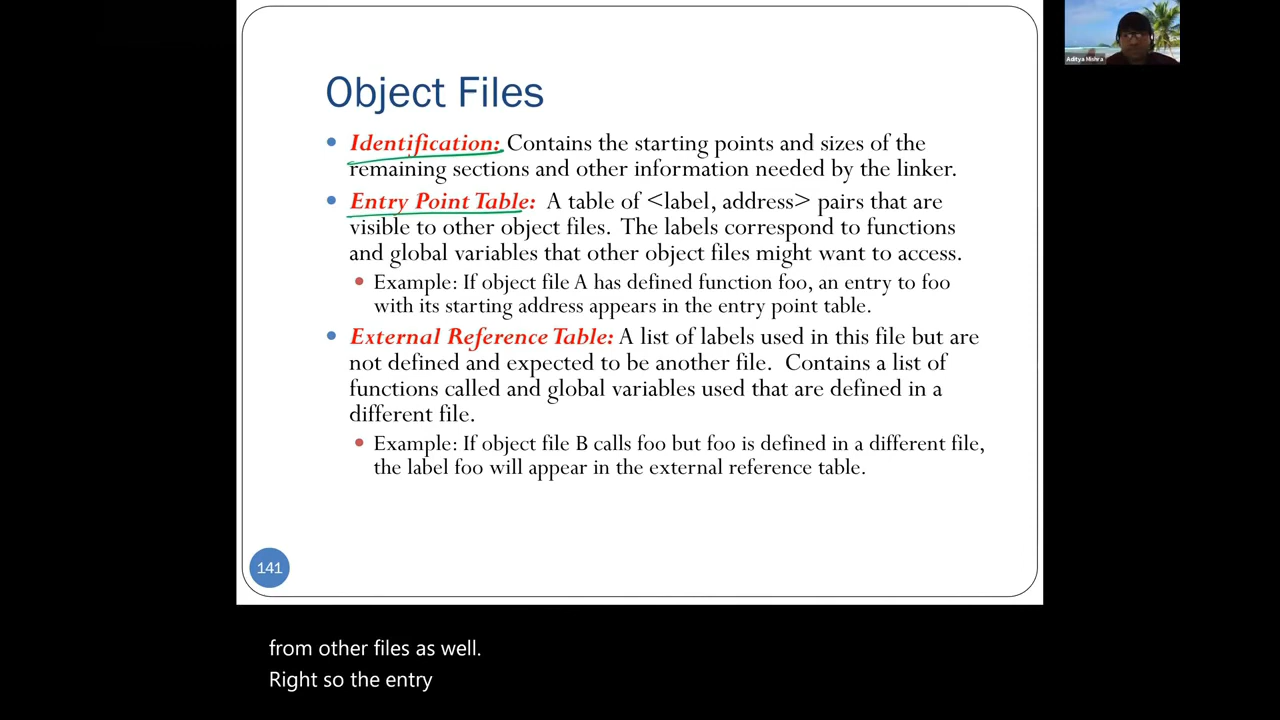 Object Files
Identification: Contains the starting points and sizes of the
remaining sections and other information needed by the linker.
Entry Point Table: A table of <label, address> pairs that are
visible to other object files. The labels correspond to functions
and global variables that other object files might want to access.
Example: If object file A has defined function foo, an entry to foo
with its starting address appears in the entry point table.
External Reference Table: A list of labels used in this file but are
not defined and expected to be another file. Contains a list of
functions called and global variables used that are defined in a
different file.
Example: If object file B calls foo but foo is defined in a different file,
the label foo will appear in the external reference table.
141
Aditya Mishra
from other files as well.
Right so the entry